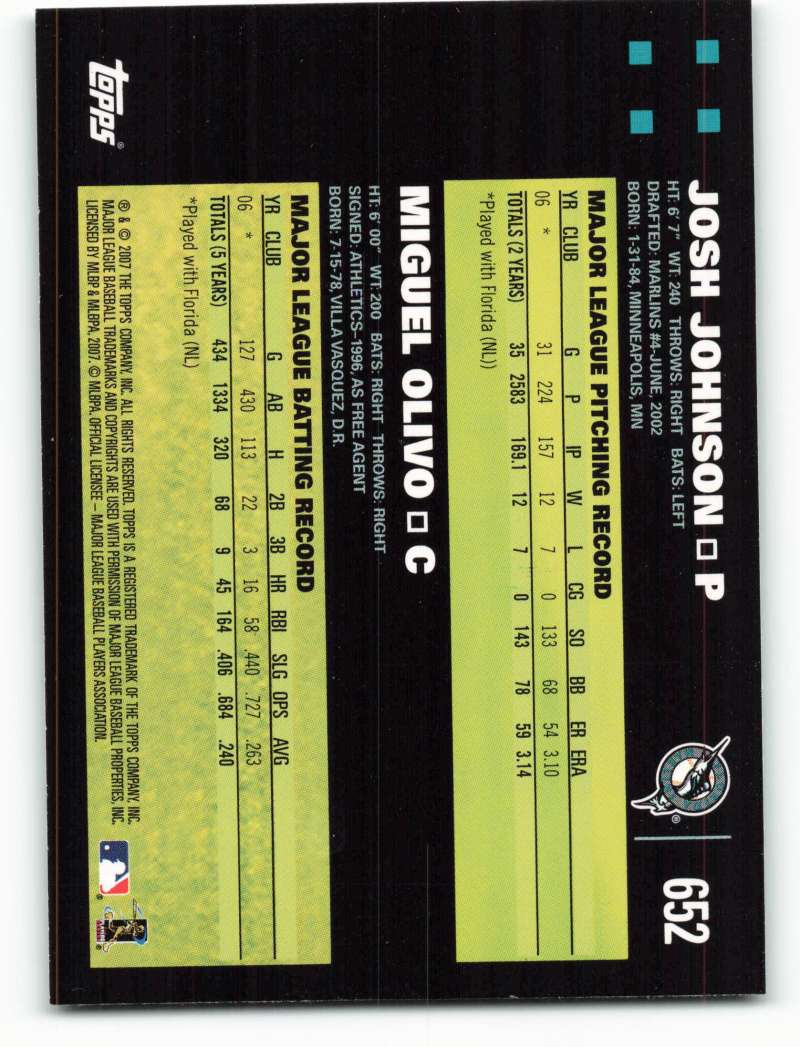 JOSH JOHNSON □ P
652
HT: 6' 7" WT: 240 THROWS: RIGHT BATS: LEFT
DRAFTED: MARLINS #4-JUNE, 2002
BORN: 1-31-84, MINNEAPOLIS, MN
MAJOR LEAGUE PITCHING RECORD
YR CLUB G P IP W L CG SO BB ER ERA
06 * 31 224 157 12 7 0 133 68 54 3.10
TOTALS (2 YEARS) 35 2583 169.1 12 7 0 143 78 59 3.14
*Played with Florida (NL))
MIGUEL OLIVO □ C
HT: 6' 00" WT: 200 BATS: RIGHT THROWS: RIGHT
SIGNED: ATHLETICS–1996, AS FREE AGENT
BORN: 7-15-78, VILLA VASQUEZ, D.R.
MAJOR LEAGUE BATTING RECORD
YR CLUB G AB H 2B 3B HR RBI SLG OPS AVG
06 * 127 430 113 22 3 16 58 .440 .727 .263
TOTALS (5 YEARS) 434 1334 320 68 9 45 164 .406 .684 .240
*Played with Florida (NL)
® & © 2007 THE TOPPS COMPANY, INC. ALL RIGHTS RESERVED. TOPPS IS A REGISTERED TRADEMARK OF THE TOPPS COMPANY, INC.
MAJOR LEAGUE BASEBALL TRADEMARKS AND COPYRIGHTS ARE USED WITH PERMISSION OF MAJOR LEAGUE BASEBALL PROPERTIES, INC.
LICENSED BY MLBP & MLBPA, 2007. © MLBPA. OFFICIAL LICENSEE – MAJOR LEAGUE BASEBALL PLAYERS ASSOCIATION.
topps®